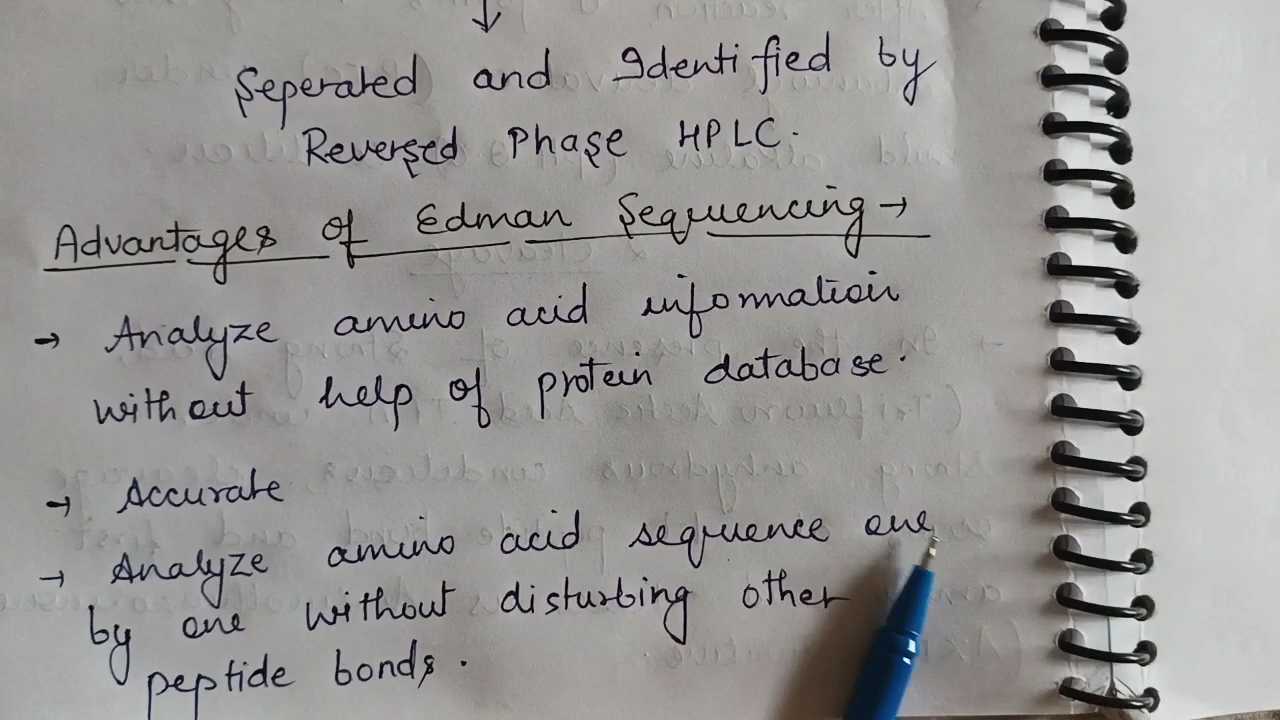 ↓
Seperated and Identified by
Reversed Phase HPLC.
Advantages of Edman Sequencing →
→ Analyze amino acid information
without help of protein database.
→ Accurate
→ Analyze amino acid sequence one
by one without disturbing other
peptide bonds.